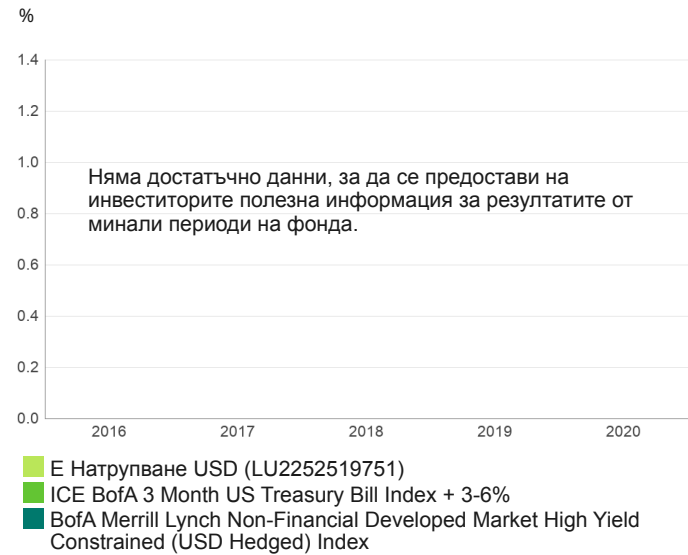 %
1.4
1.2
1.0
Няма достатъчно данни, за да се предостави на
инвеститорите полезна информация за резултатите от
0.8
минали периоди на фонда.
0.6
0.4
0.2
0.0
2016 2017 2018 2019 2020
Е Натрупване USD (LU2252519751)
ICE BofA 3 Month US Treasury Bill Index + 3-6%
BofA Merrill Lynch Non-Financial Developed Market High Yield
Constrained (USD Hedged) Index